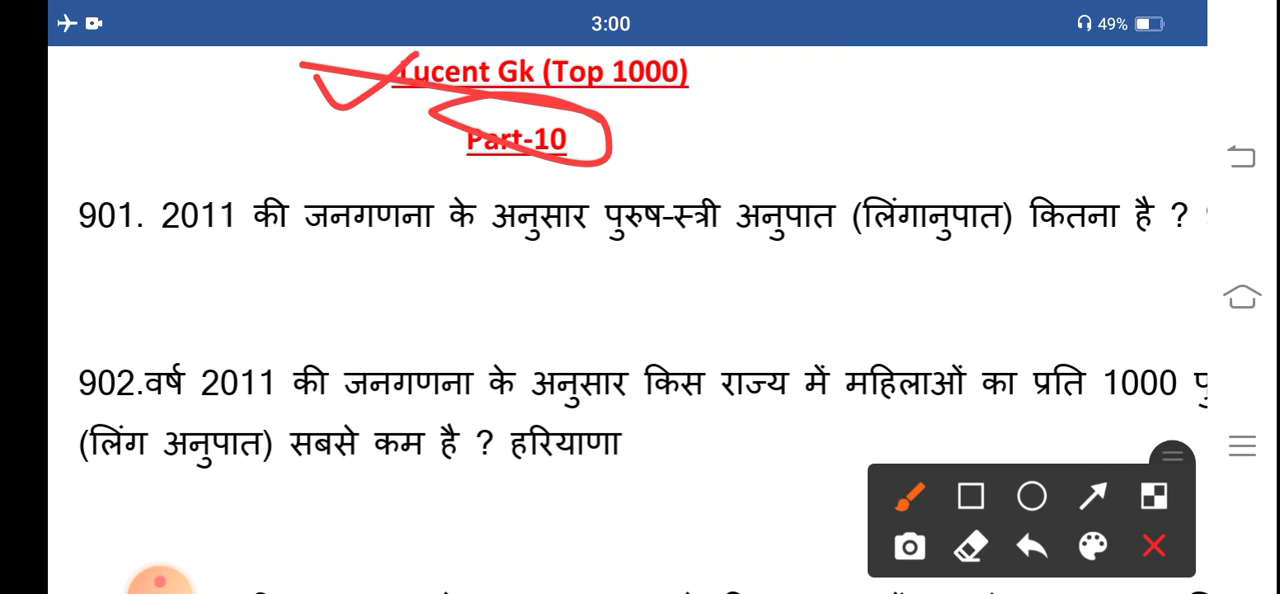 3:00
49%
Lucent Gk (Top 1000)
Part-10
901. 2011 की जनगणना के अनुसार पुरुष-स्त्री अनुपात (लिंगानुपात) कितना है ?
902.वर्ष 2011 की जनगणना के अनुसार किस राज्य में महिलाओं का प्रति 1000
(लिंग अनुपात) सबसे कम है ? हरियाणा